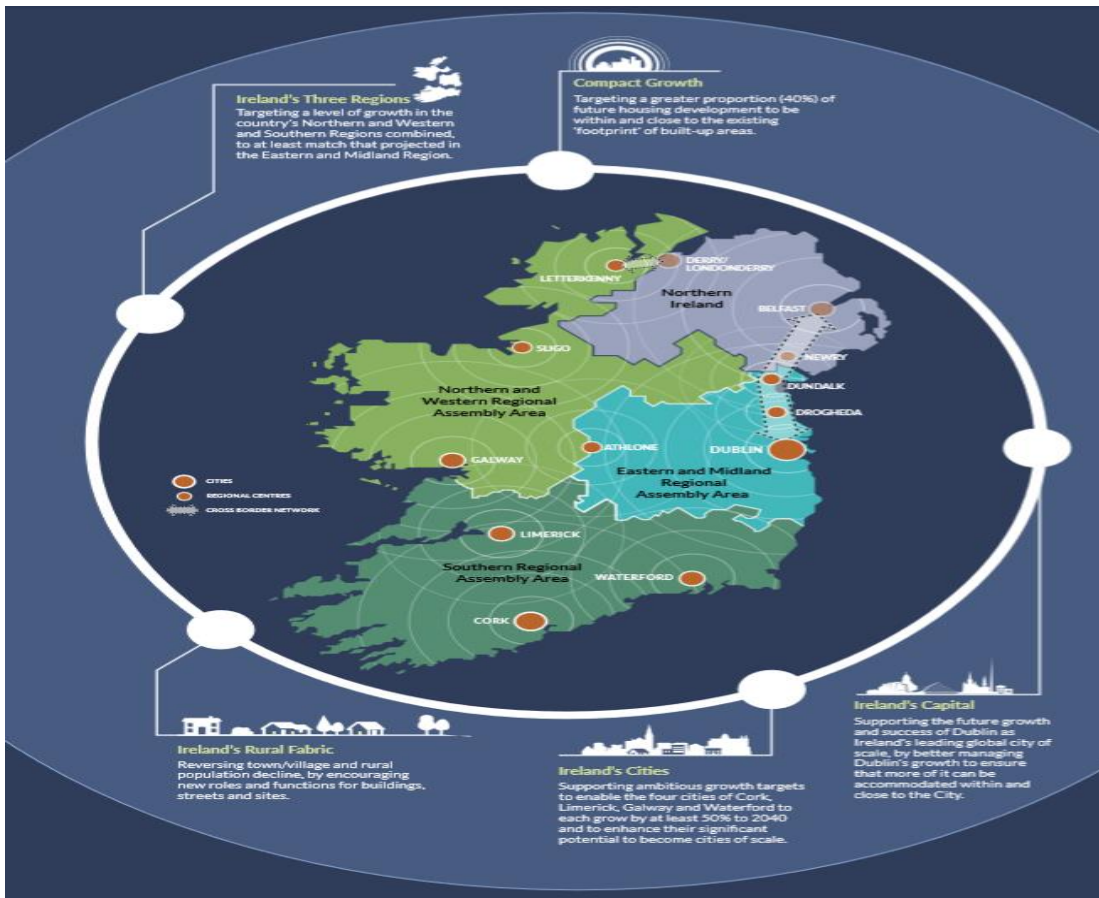 Ireland's Three Regions
Targeting a level of growth in the
country's Northern and Western
and Southern Regions combined,
to at least match that projected in
the Eastern and Midland Region.
Compact Growth
Targeting a greater proportion (40%) of
future housing development to be
within and close to the existing
'footprint' of built-up areas.
LETTERKENNY
DERRY/
LONDONDERRY
Northern
Ireland
BELFAST
SLIGO
NEWRY
DUNDALK
Northern and
Western Regional
Assembly Area
DROGHEDA
ATHLONE
DUBLIN
GALWAY
Eastern and Midland
Regional
Assembly Area
CITIES
REGIONAL CENTRES
CROSS BORDER NETWORK
LIMERICK
Southern Regional
Assembly Area
WATERFORD
CORK
Ireland's Rural Fabric
Reversing town/village and rural
population decline, by encouraging
new roles and functions for buildings,
streets and sites.
Ireland's Cities
Supporting ambitious growth targets
to enable the four cities of Cork,
Limerick, Galway and Waterford to
each grow by at least 50% to 2040
and to enhance their significant
potential to become cities of scale.
Ireland's Capital
Supporting the future growth
and success of Dublin as
Ireland's leading global city of
scale, by better managing
Dublin's growth to ensure
that more of it can be
accommodated within and
close to the City.